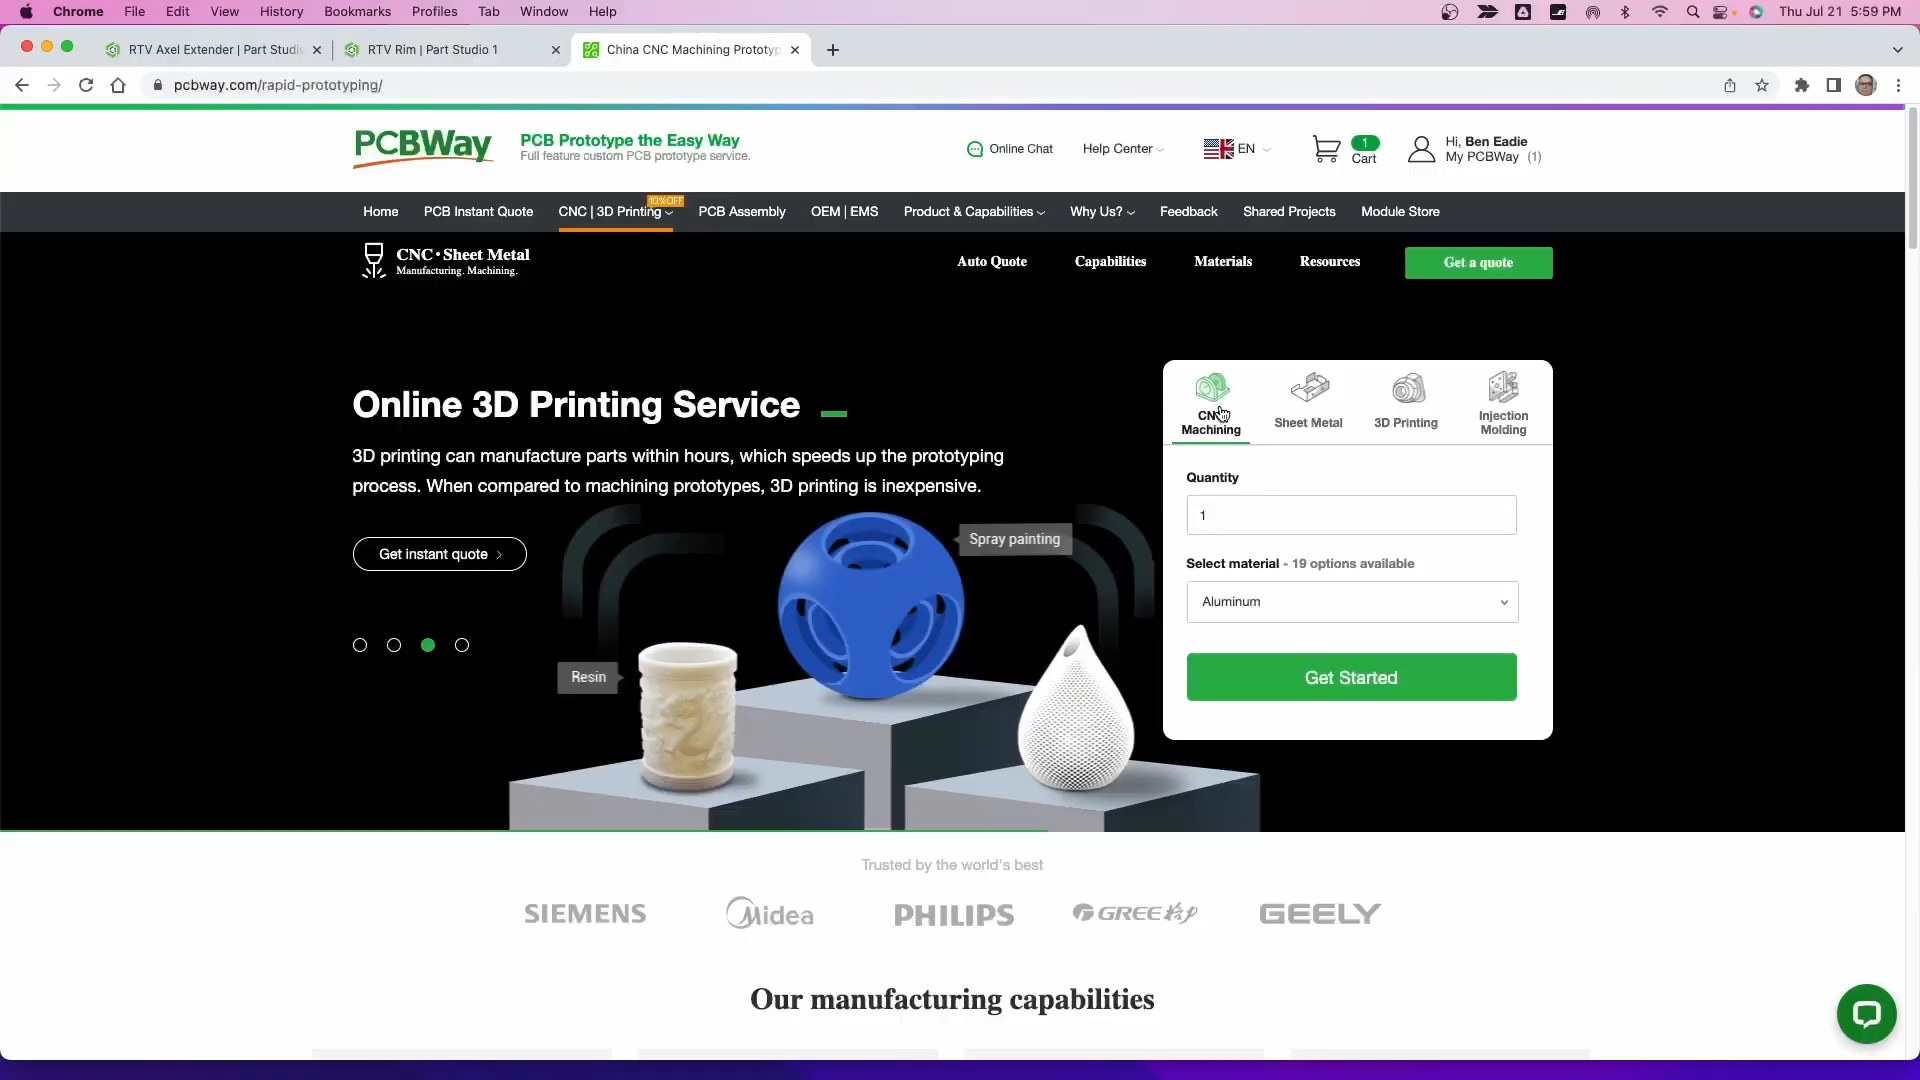 Chrome File Edit View History Bookmarks Profiles Tab Window Help Thu Jul 21 5:59 PM
RTV Axel Extender | Part Studi RTV Rim | Part Studio 1 China CNC Machining Prototyp
pcbway.com/rapid-prototyping/
PCBWay
PCB Prototype the Easy Way
Full feature custom PCB prototype service.
Online Chat Help Center EN 1 Cart
Hi, Ben Eadie
My PCBWay (1)
10%OFF
Home PCB Instant Quote CNC | 3D Printing PCB Assembly OEM | EMS Product & Capabilities Why Us? Feedback Shared Projects Module Store
CNC • Sheet Metal
Manufacturing. Machining.
Auto Quote Capabilities Materials Resources Get a quote
Online 3D Printing Service
3D printing can manufacture parts within hours, which speeds up the prototyping
process. When compared to machining prototypes, 3D printing is inexpensive.
Get instant quote
Spray painting
Resin
CNC Machining
Sheet Metal
3D Printing
Injection Molding
Quantity
1
Select material - 19 options available
Aluminum
Get Started
Trusted by the world's best
SIEMENS Midea PHILIPS GREE格力 GEELY
Our manufacturing capabilities